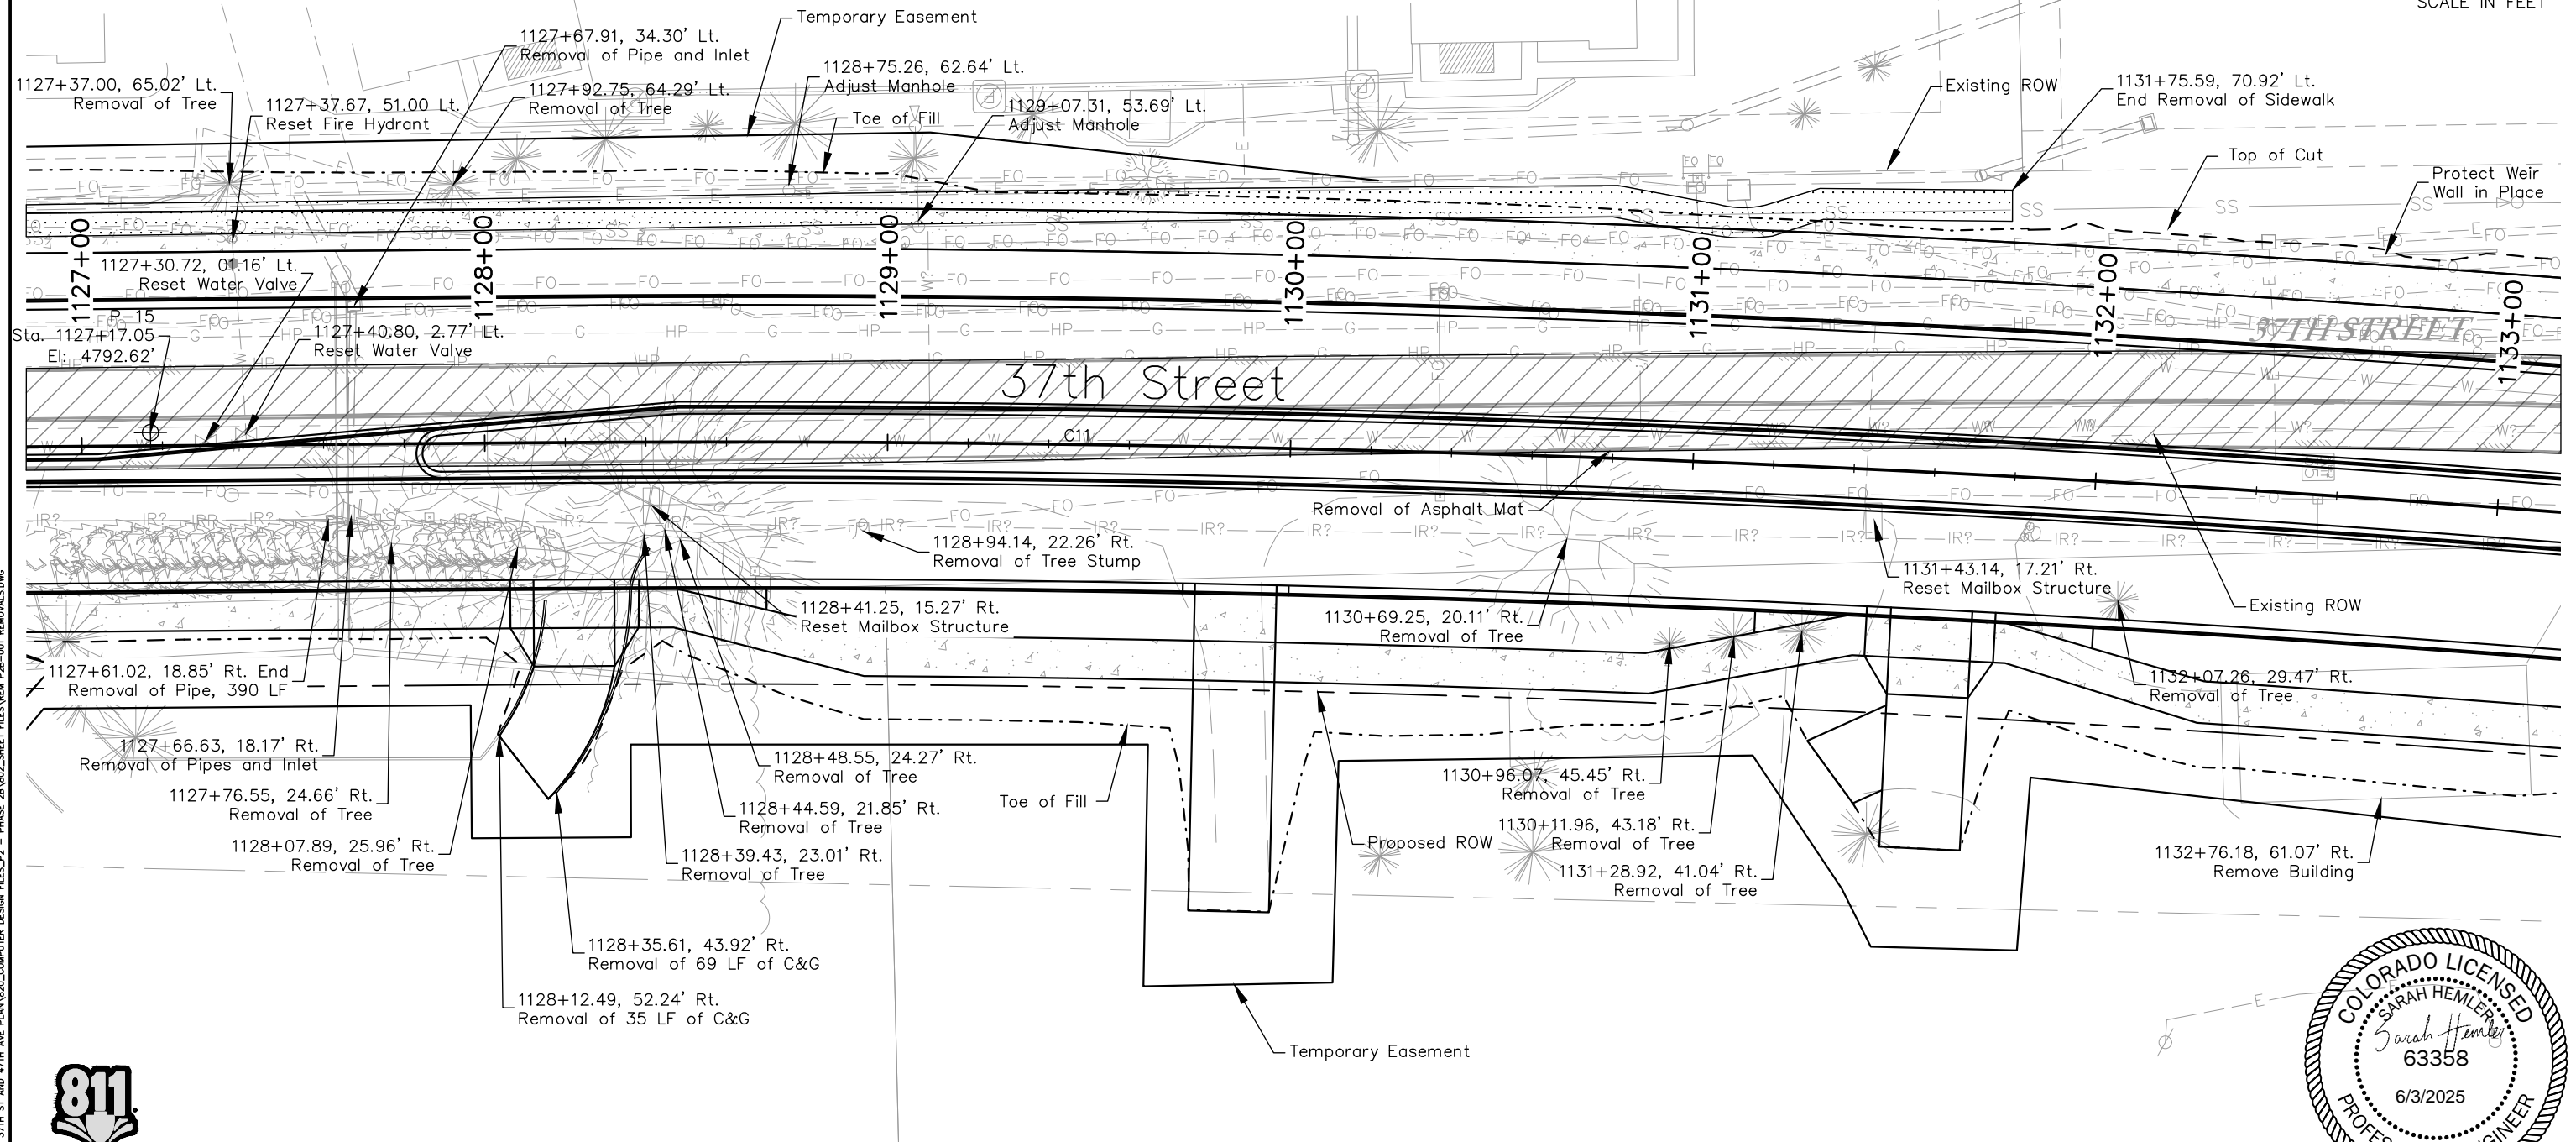 SCALE IN FEET
Temporary Easement
1127+67.91, 34.30' Lt.
Removal of Pipe and Inlet
1127+37.00, 65.02' Lt.
Removal of Tree
1127+37.67, 51.00 Lt.
Reset Fire Hydrant
1127+92.75, 64.29' Lt.
Removal of Tree
1128+75.26, 62.64' Lt.
Adjust Manhole
Toe of Fill
1129+07.31, 53.69' Lt.
Adjust Manhole
Existing ROW
1131+75.59, 70.92' Lt.
End Removal of Sidewalk
Top of Cut
Protect Weir
Wall in Place
1127+00
1128+00
1129+00
1130+00
1131+00
1132+00
1133+00
1127+30.72, 01.16' Lt.
Reset Water Valve
P-15
Sta. 1127+17.05
El: 4792.62'
1127+40.80, 2.77' Lt.
Reset Water Valve
37TH STREET
37th Street
C11
Removal of Asphalt Mat
1128+94.14, 22.26' Rt.
Removal of Tree Stump
1128+41.25, 15.27' Rt.
Reset Mailbox Structure
1130+69.25, 20.11' Rt.
Removal of Tree
1131+43.14, 17.21' Rt.
Reset Mailbox Structure
Existing ROW
1127+61.02, 18.85' Rt. End
Removal of Pipe, 390 LF
1132+07.26, 29.47' Rt.
Removal of Tree
1127+66.63, 18.17' Rt.
Removal of Pipes and Inlet
1128+48.55, 24.27' Rt.
Removal of Tree
1127+76.55, 24.66' Rt.
Removal of Tree
1128+44.59, 21.85' Rt.
Removal of Tree
Toe of Fill
1130+96.07, 45.45' Rt.
Removal of Tree
1128+07.89, 25.96' Rt.
Removal of Tree
1128+39.43, 23.01' Rt.
Removal of Tree
Proposed ROW
1130+11.96, 43.18' Rt.
Removal of Tree
1131+28.92, 41.04' Rt.
Removal of Tree
1132+76.18, 61.07' Rt.
Remove Building
1128+35.61, 43.92' Rt.
Removal of 69 LF of C&G
1128+12.49, 52.24' Rt.
Removal of 35 LF of C&G
Temporary Easement
811
COLORADO LICENSED
SARAH HEMLER
Sarah Hemler
63358
6/3/2025